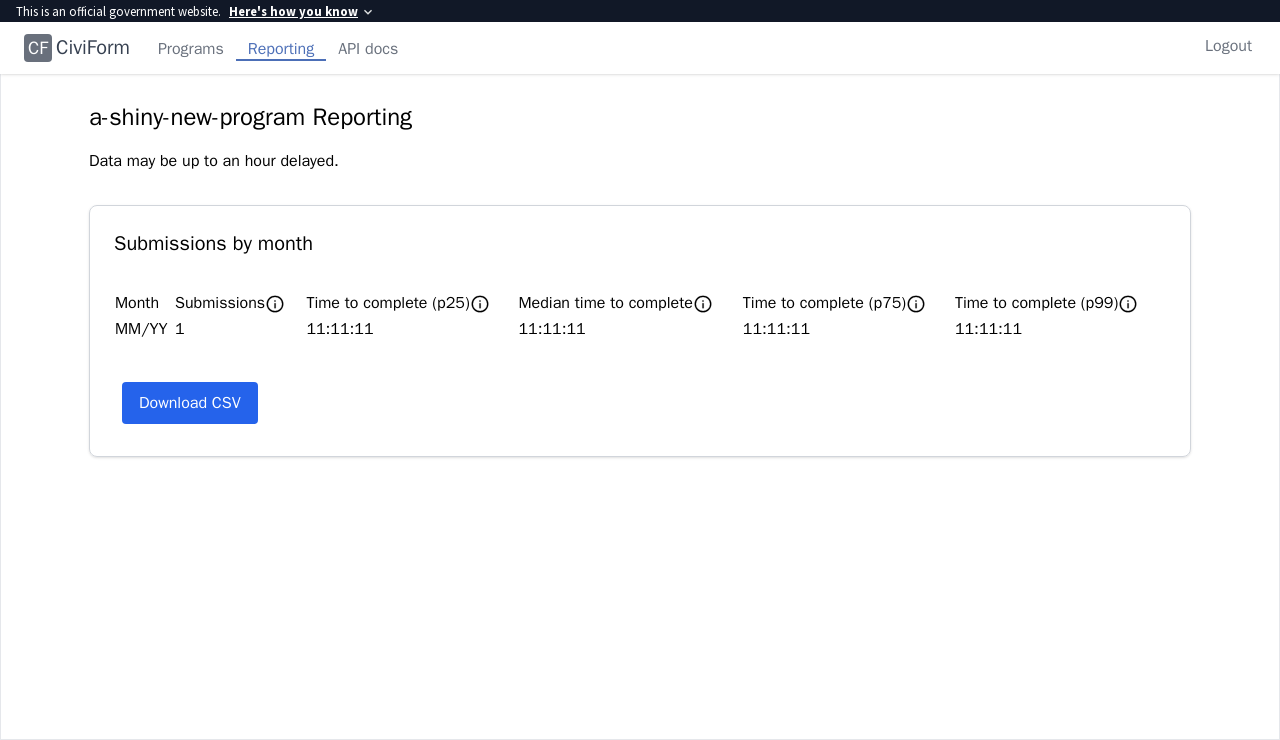 This is an official government website. Here's how you know
CF CiviForm Programs Reporting API docs Logout
a-shiny-new-program Reporting
Data may be up to an hour delayed.
Submissions by month
Month Submissions Time to complete (p25) Median time to complete Time to complete (p75) Time to complete (p99)
MM/YY 1 11:11:11 11:11:11 11:11:11 11:11:11
Download CSV